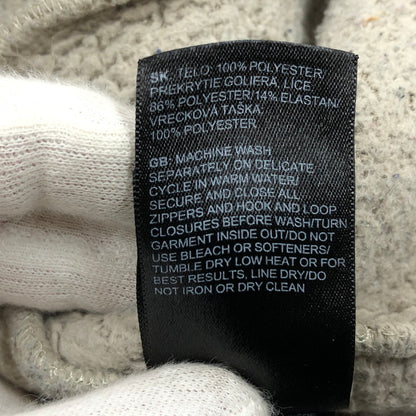 SK: TELO: 100% POLYESTER
PREKRYTIE GOLIERA, LÍCE:
86% POLYESTER/14% ELASTAN/
VRECKOVÁ TAŠKA:
100% POLYESTER
GB: MACHINE WASH
SEPARATELY ON DELICATE
CYCLE IN WARM WATER/
SECURE AND CLOSE ALL
ZIPPERS AND HOOK AND LOOP
CLOSURES BEFORE WASH/TURN
GARMENT INSIDE OUT/DO NOT
USE BLEACH OR SOFTENERS/
TUMBLE DRY LOW HEAT OR FOR
BEST RESULTS, LINE DRY/DO
NOT IRON OR DRY CLEAN